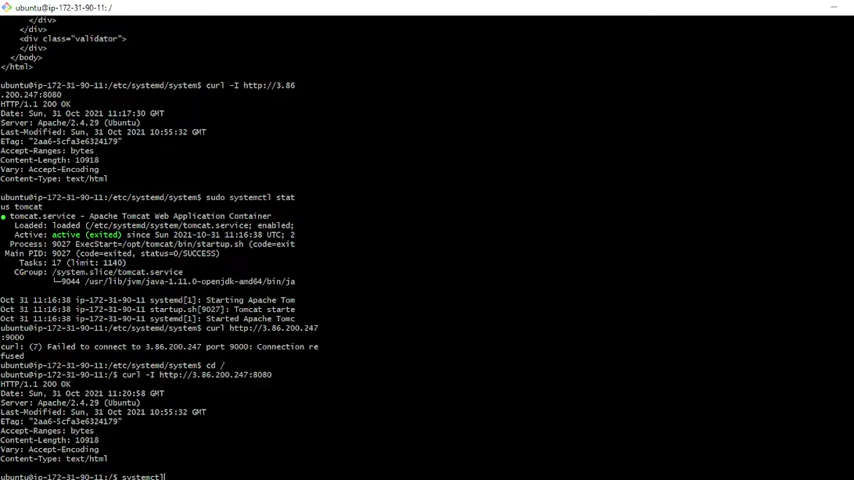 ubuntu@ip-172-31-90-11: /
</div>
</div>
<div class="validator">
</div>
</body>
</html>
ubuntu@ip-172-31-90-11:/etc/systemd/system$ curl -I http://3.86
.200.247:8080
HTTP/1.1 200 OK
Date: Sun, 31 Oct 2021 11:17:30 GMT
Server: Apache/2.4.29 (Ubuntu)
Last-Modified: Sun, 31 Oct 2021 10:55:32 GMT
ETag: "2aa6-5cfa3e6324179"
Accept-Ranges: bytes
Content-Length: 10918
Vary: Accept-Encoding
Content-Type: text/html
ubuntu@ip-172-31-90-11:/etc/systemd/system$ sudo systemctl stat
us tomcat
● tomcat.service - Apache Tomcat Web Application Container
Loaded: loaded (/etc/systemd/system/tomcat.service; enabled;
Active: active (exited) since Sun 2021-10-31 11:16:38 UTC; 2
Process: 9027 ExecStart=/opt/tomcat/bin/startup.sh (code=exit
Main PID: 9027 (code=exited, status=0/SUCCESS)
Tasks: 17 (limit: 1140)
CGroup: /system.slice/tomcat.service
└─9044 /usr/lib/jvm/java-1.11.0-openjdk-amd64/bin/ja
Oct 31 11:16:38 ip-172-31-90-11 systemd[1]: Starting Apache Tom
Oct 31 11:16:38 ip-172-31-90-11 startup.sh[9027]: Tomcat starte
Oct 31 11:16:38 ip-172-31-90-11 systemd[1]: Started Apache Tomc
ubuntu@ip-172-31-90-11:/etc/systemd/system$ curl http://3.86.200.247
:9000
curl: (7) Failed to connect to 3.86.200.247 port 9000: Connection re
fused
ubuntu@ip-172-31-90-11:/etc/systemd/system$ cd /
ubuntu@ip-172-31-90-11:/$ curl -I http://3.86.200.247:8080
HTTP/1.1 200 OK
Date: Sun, 31 Oct 2021 11:20:58 GMT
Server: Apache/2.4.29 (Ubuntu)
Last-Modified: Sun, 31 Oct 2021 10:55:32 GMT
ETag: "2aa6-5cfa3e6324179"
Accept-Ranges: bytes
Content-Length: 10918
Vary: Accept-Encoding
Content-Type: text/html
ubuntu@ip-172-31-90-11:/$ systemctl